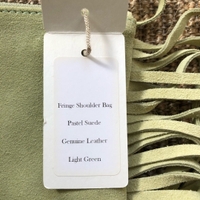 Fringe Shoulder Bag
Pastel Suede
Genuine Leather
Light Green